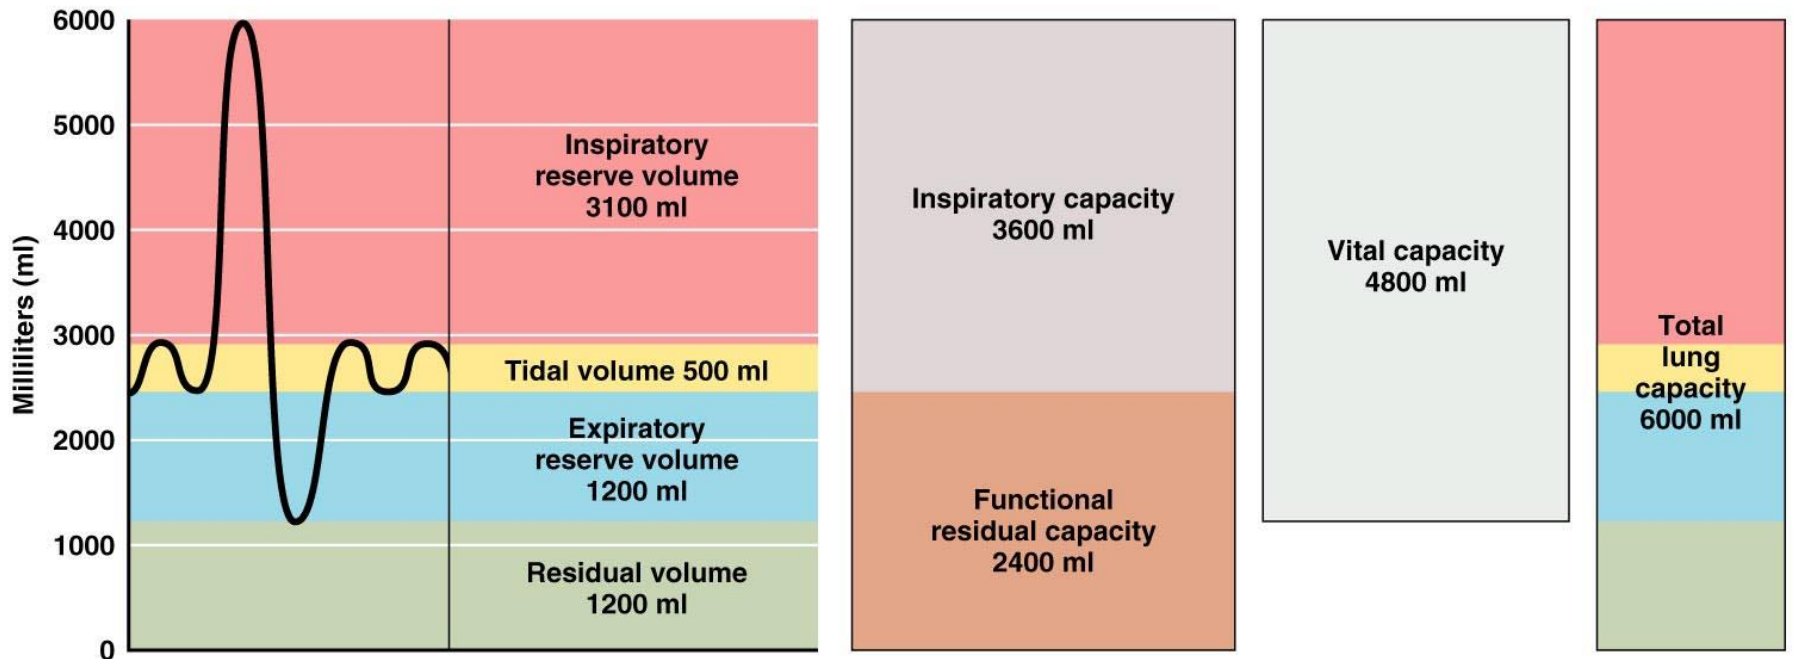 Milliliters (ml)
6000
5000
4000
3000
2000
1000
0
Inspiratory
reserve volume
3100 ml
Tidal volume 500 ml
Expiratory
reserve volume
1200 ml
Residual volume
1200 ml
Inspiratory capacity
3600 ml
Functional
residual capacity
2400 ml
Vital capacity
4800 ml
Total
lung
capacity
6000 ml